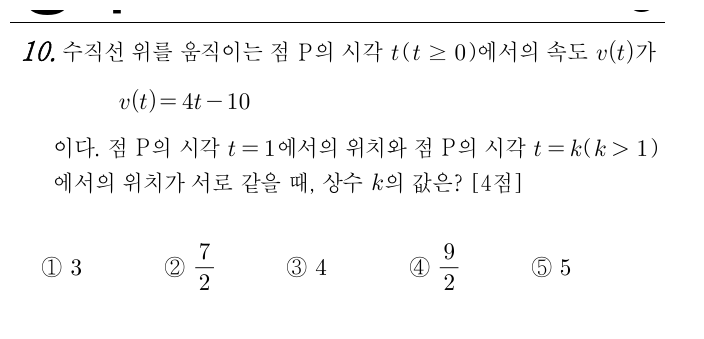 10. 수직선 위를 움직이는 점 P의 시각 t(t ≥ 0)에서의 속도 v(t)가
v(t) = 4t − 10
이다. 점 P의 시각 t = 1에서의 위치와 점 P의 시각 t = k(k > 1)
에서의 위치가 서로 같을 때, 상수 k의 값은? [4점]
① 3 ② 7/2 ③ 4 ④ 9/2 ⑤ 5